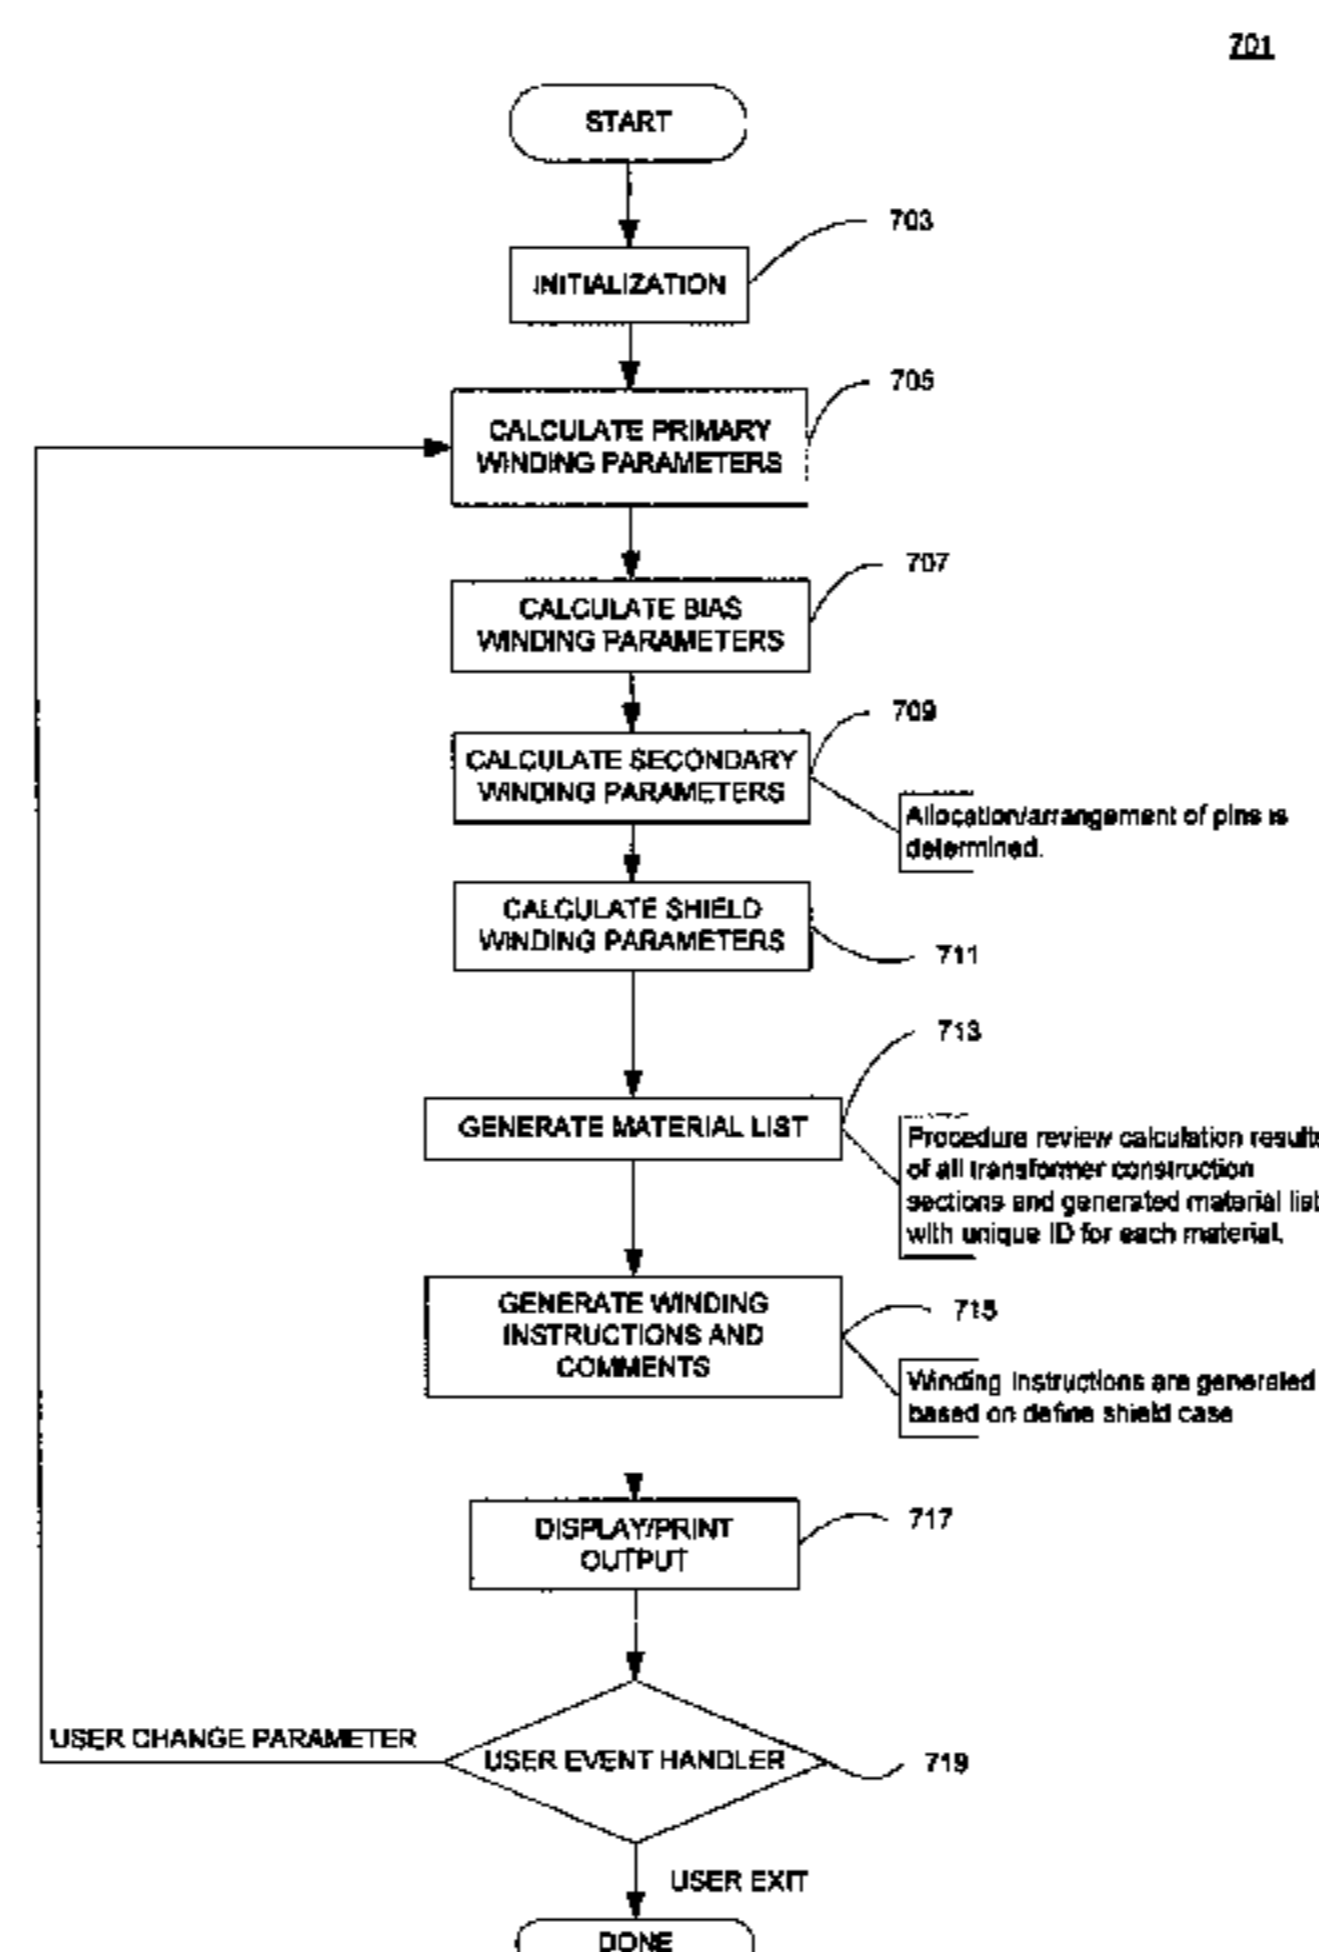 701
START
703
INITIALIZATION
705
CALCULATE PRIMARY
WINDING PARAMETERS
707
CALCULATE BIAS
WINDING PARAMETERS
709
CALCULATE SECONDARY
WINDING PARAMETERS
Allocation/arrangement of pins is
determined.
CALCULATE SHIELD
WINDING PARAMETERS
711
713
GENERATE MATERIAL LIST
Procedure review calculation results
of all transformer construction
sections and generated material list
with unique ID for each material.
GENERATE WINDING
INSTRUCTIONS AND
COMMENTS
715
Winding instructions are generated
based on define shield case
717
DISPLAY/PRINT
OUTPUT
USER CHANGE PARAMETER
USER EVENT HANDLER
719
USER EXIT
DONE